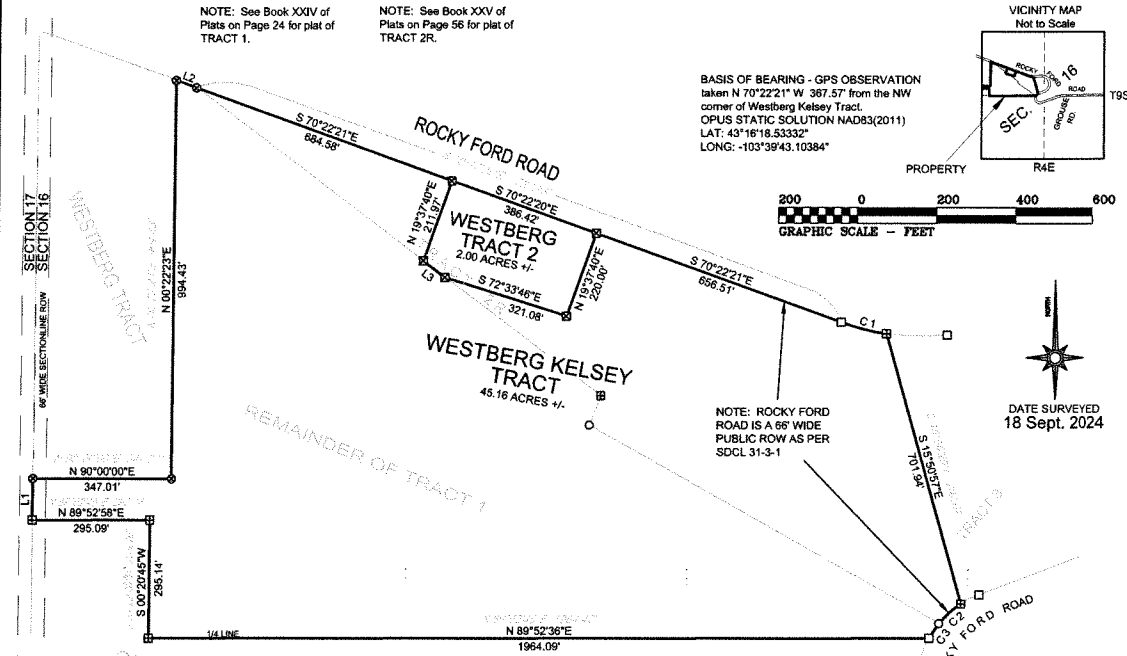 NOTE: See Book XXIV of
Plats on Page 24 for plat of
TRACT 1.
NOTE: See Book XXV of
Plats on Page 56 for plat of
TRACT 2R.
VICINITY MAP
Not to Scale
ROCKY FORD
16
ROAD
SEC.
GROUSE
RD.
T9S
R4E
PROPERTY
BASIS OF BEARING - GPS OBSERVATION
taken N 70°22'21" W 367.57' from the NW
corner of Westberg Kelsey Tract.
OPUS STATIC SOLUTION NAD83(2011)
LAT: 43°16'18.53332"
LONG: -103°39'43.10384"
200 0 200 400 600
GRAPHIC SCALE - FEET
L2
S 70°22'21"E
684.58'
ROCKY FORD ROAD
S 70°22'20"E
386.42'
N 19°37'40"E
211.97'
WESTBERG
TRACT 2
2.00 ACRES +/-
N 19°37'40"E
220.00'
L3
S 72°33'46"E
321.08'
S 70°22'21"E
656.51'
C1
SECTION 17
SECTION 16
66' WIDE SECTIONLINE ROW
WESTBERG TRACT
N 00°22'23"E
994.43'
WESTBERG KELSEY
TRACT
45.16 ACRES +/-
NORTH
DATE SURVEYED
18 Sept. 2024
NOTE: ROCKY FORD
ROAD IS A 66' WIDE
PUBLIC ROW AS PER
SDCL 31-3-1
REMAINDER OF TRACT 1
S 15°50'57"E
701.94'
TRACT 3
N 90°00'00"E
347.01'
L1
N 89°52'58"E
295.09'
S 00°20'45"W
295.14'
1/4 LINE
N 89°52'36"E
1964.09'
C2
C3
KY FORD ROAD